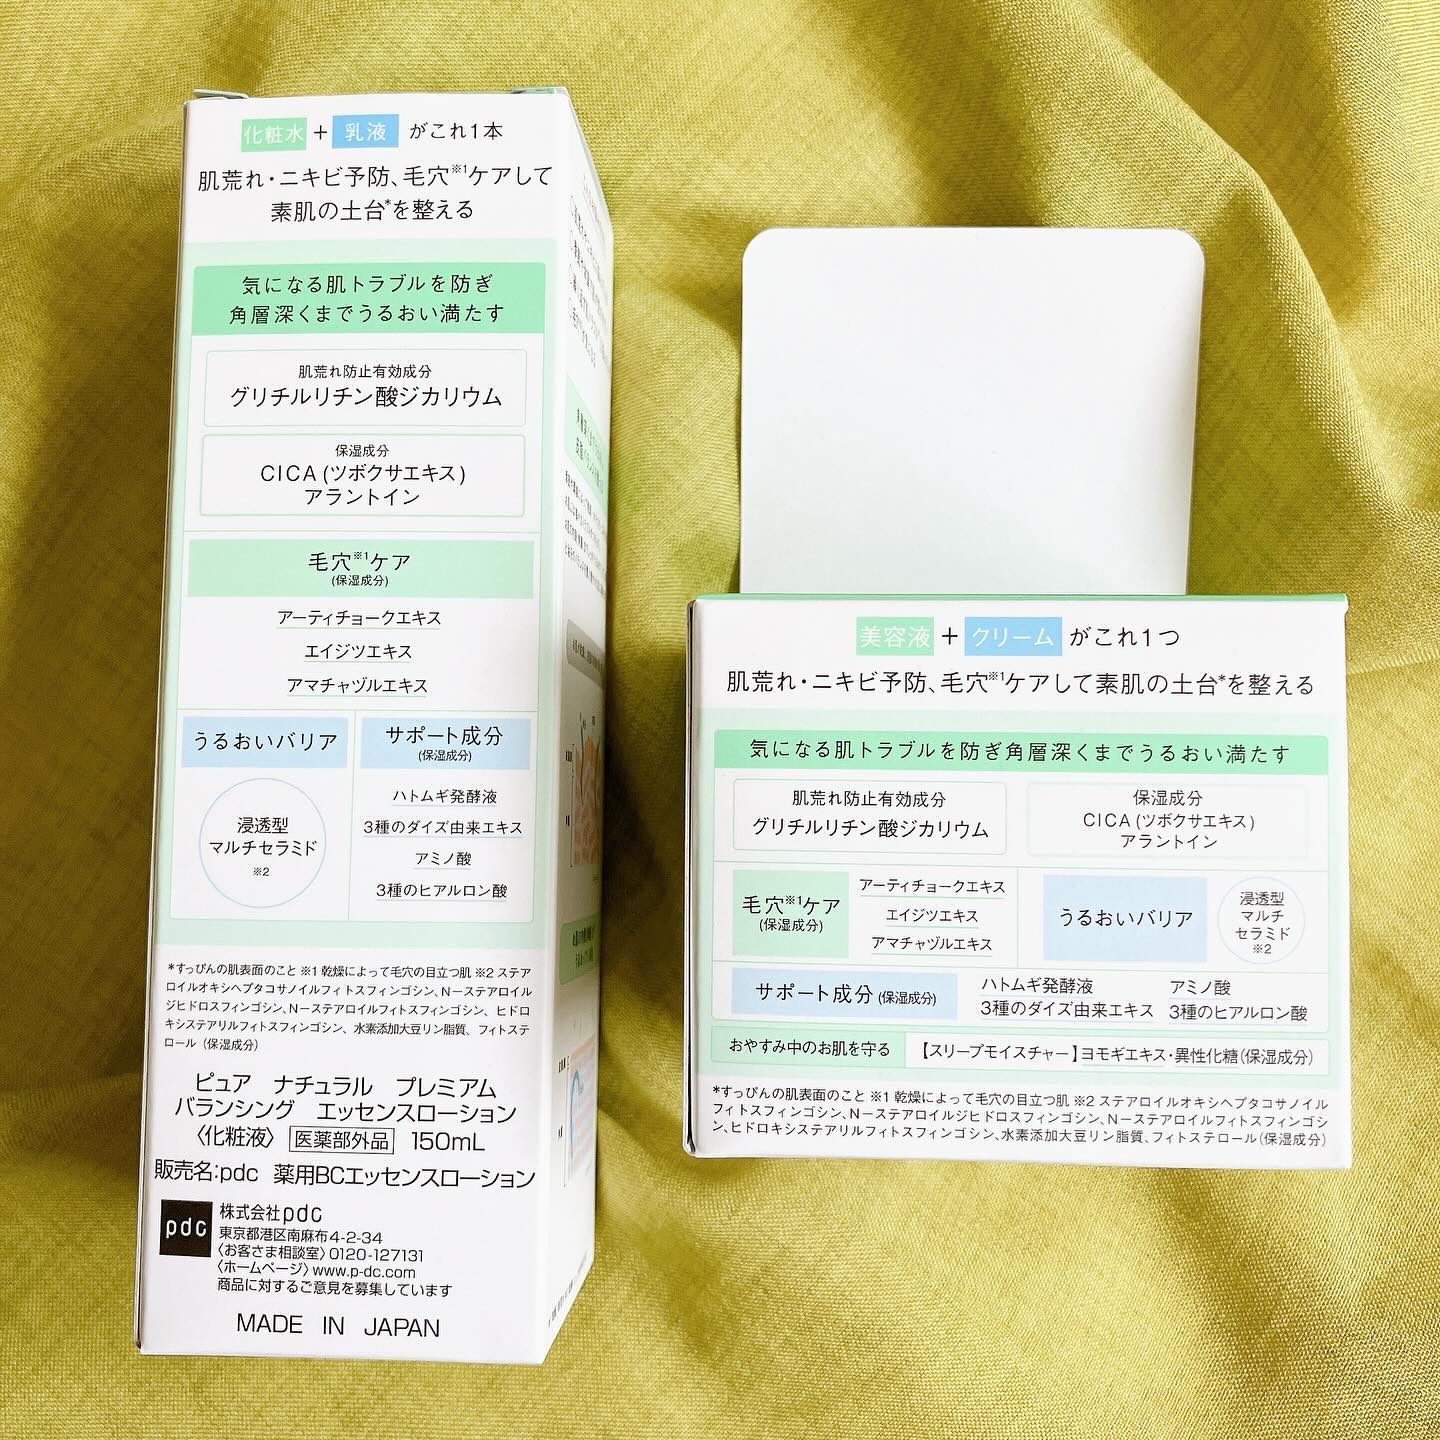 化粧水 + 乳液 がこれ1本
肌荒れ・ニキビ予防、毛穴※1ケアして
素肌の土台*を整える
気になる肌トラブルを防ぎ
角層深くまでうるおい満たす
肌荒れ防止有効成分
グリチルリチン酸ジカリウム
保湿成分
CICA (ツボクサエキス)
アラントイン
毛穴※1ケア
(保湿成分)
アーティチョークエキス
エイジツエキス
アマチャヅルエキス
うるおいバリア
浸透型
マルチセラミド
※2
サポート成分
(保湿成分)
ハトムギ発酵液
3種のダイズ由来エキス
アミノ酸
3種のヒアルロン酸
*すっぴんの肌表面のこと ※1 乾燥によって毛穴の目立つ肌 ※2 ステア
ロイルオキシヘプタコサノイルフィトスフィンゴシン、N−ステアロイル
ジヒドロスフィンゴシン、N−ステアロイルフィトスフィンゴシン、ヒドロ
キシステアリルフィトスフィンゴシン、水素添加大豆リン脂質、フィトステ
ロール（保湿成分）
ピュア ナチュラル プレミアム
バランシング エッセンスローション
〈化粧液〉 医薬部外品 150mL
販売名:pdc 薬用BCエッセンスローション
pdc
株式会社pdc
東京都港区南麻布4-2-34
〈お客さま相談室〉0120-127131
〈ホームページ〉www.p-dc.com
商品に対するご意見を募集しています
MADE IN JAPAN
美容液 + クリーム がこれ1つ
肌荒れ・ニキビ予防、毛穴※1ケアして素肌の土台*を整える
気になる肌トラブルを防ぎ角層深くまでうるおい満たす
肌荒れ防止有効成分
グリチルリチン酸ジカリウム
保湿成分
CICA (ツボクサエキス)
アラントイン
毛穴※1ケア
(保湿成分)
アーティチョークエキス
エイジツエキス
アマチャヅルエキス
うるおいバリア
浸透型
マルチ
セラミド
※2
サポート成分 (保湿成分)
ハトムギ発酵液 アミノ酸
3種のダイズ由来エキス 3種のヒアルロン酸
おやすみ中のお肌を守る 【スリープモイスチャー】ヨモギエキス・異性化糖(保湿成分)
*すっぴんの肌表面のこと ※1 乾燥によって毛穴の目立つ肌 ※2 ステアロイルオキシヘプタコサノイル
フィトスフィンゴシン、N−ステアロイルジヒドロスフィンゴシン、N−ステアロイルフィトスフィンゴシ
ン、ヒドロキシステアリルフィトスフィンゴシン、水素添加大豆リン脂質、フィトステロール(保湿成分)